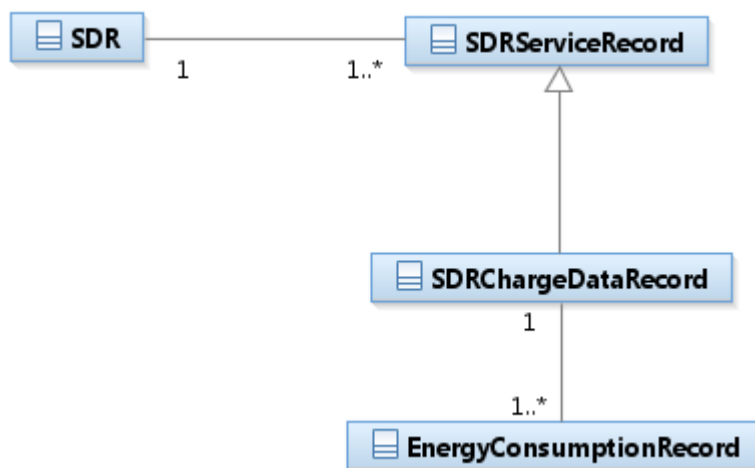 SDR
SDRServiceRecord
1
1..*
SDRChargeDataRecord
1
1..*
EnergyConsumptionRecord